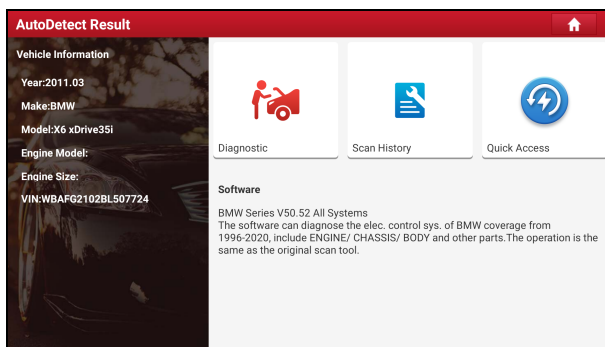 AutoDetect Result
Vehicle Information
Year:2011.03
Make:BMW
Model:X6 xDrive35i
Engine Model:
Engine Size:
VIN:WBAFG2102BL507724
Diagnostic
Scan History
Quick Access
Software
BMW Series V50.52 All Systems
The software can diagnose the elec. control sys. of BMW coverage from
1996-2020, include ENGINE/ CHASSIS/ BODY and other parts.The operation is the
same as the original scan tool.